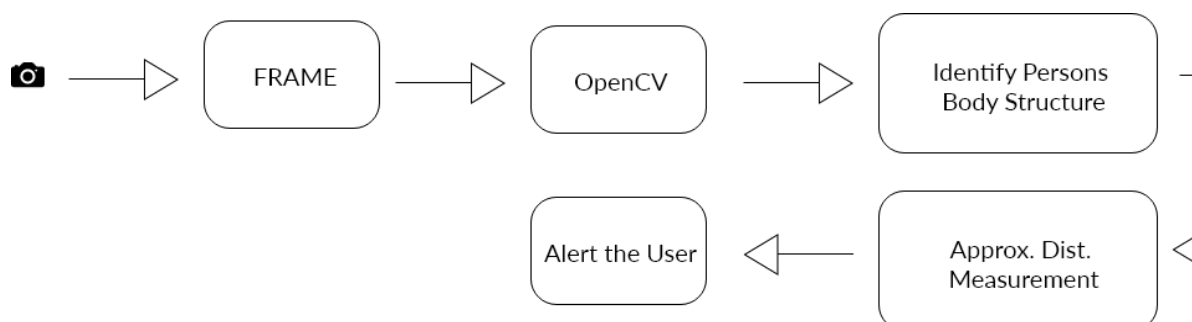 FRAME
OpenCV
Identify Persons
Body Structure
Alert the User
Approx. Dist.
Measurement